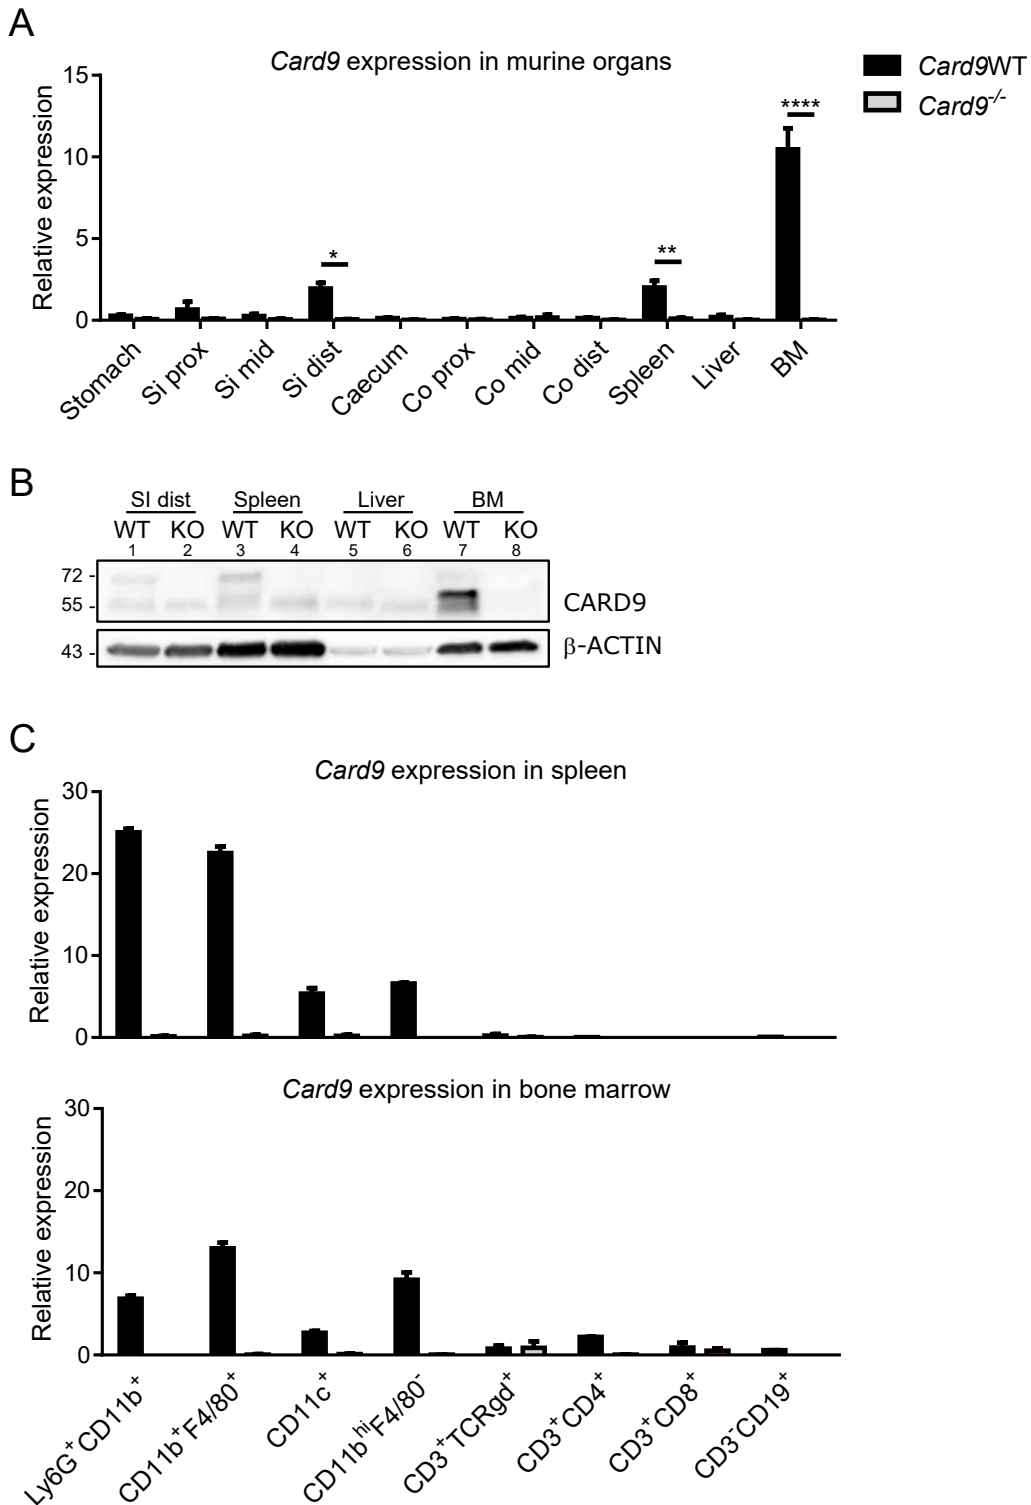 A
Card9 expression in murine organs
Card9WT
Card9-/-
Relative expression
15
10
5
0
*
**
****
Stomach
Si prox
Si mid
Si dist
Caecum
Co prox
Co mid
Co dist
Spleen
Liver
BM
B
SI dist Spleen Liver BM
WT KO WT KO WT KO WT KO
1 2 3 4 5 6 7 8
72 -
55 -
CARD9
43 -
β-ACTIN
C
Card9 expression in spleen
Relative expression
30
20
10
0
Card9 expression in bone marrow
Relative expression
30
20
10
0
Ly6G+CD11b+
CD11b+F4/80+
CD11c+
CD11bhiF4/80-
CD3+TCRgd+
CD3+CD4+
CD3+CD8+
CD3-CD19+